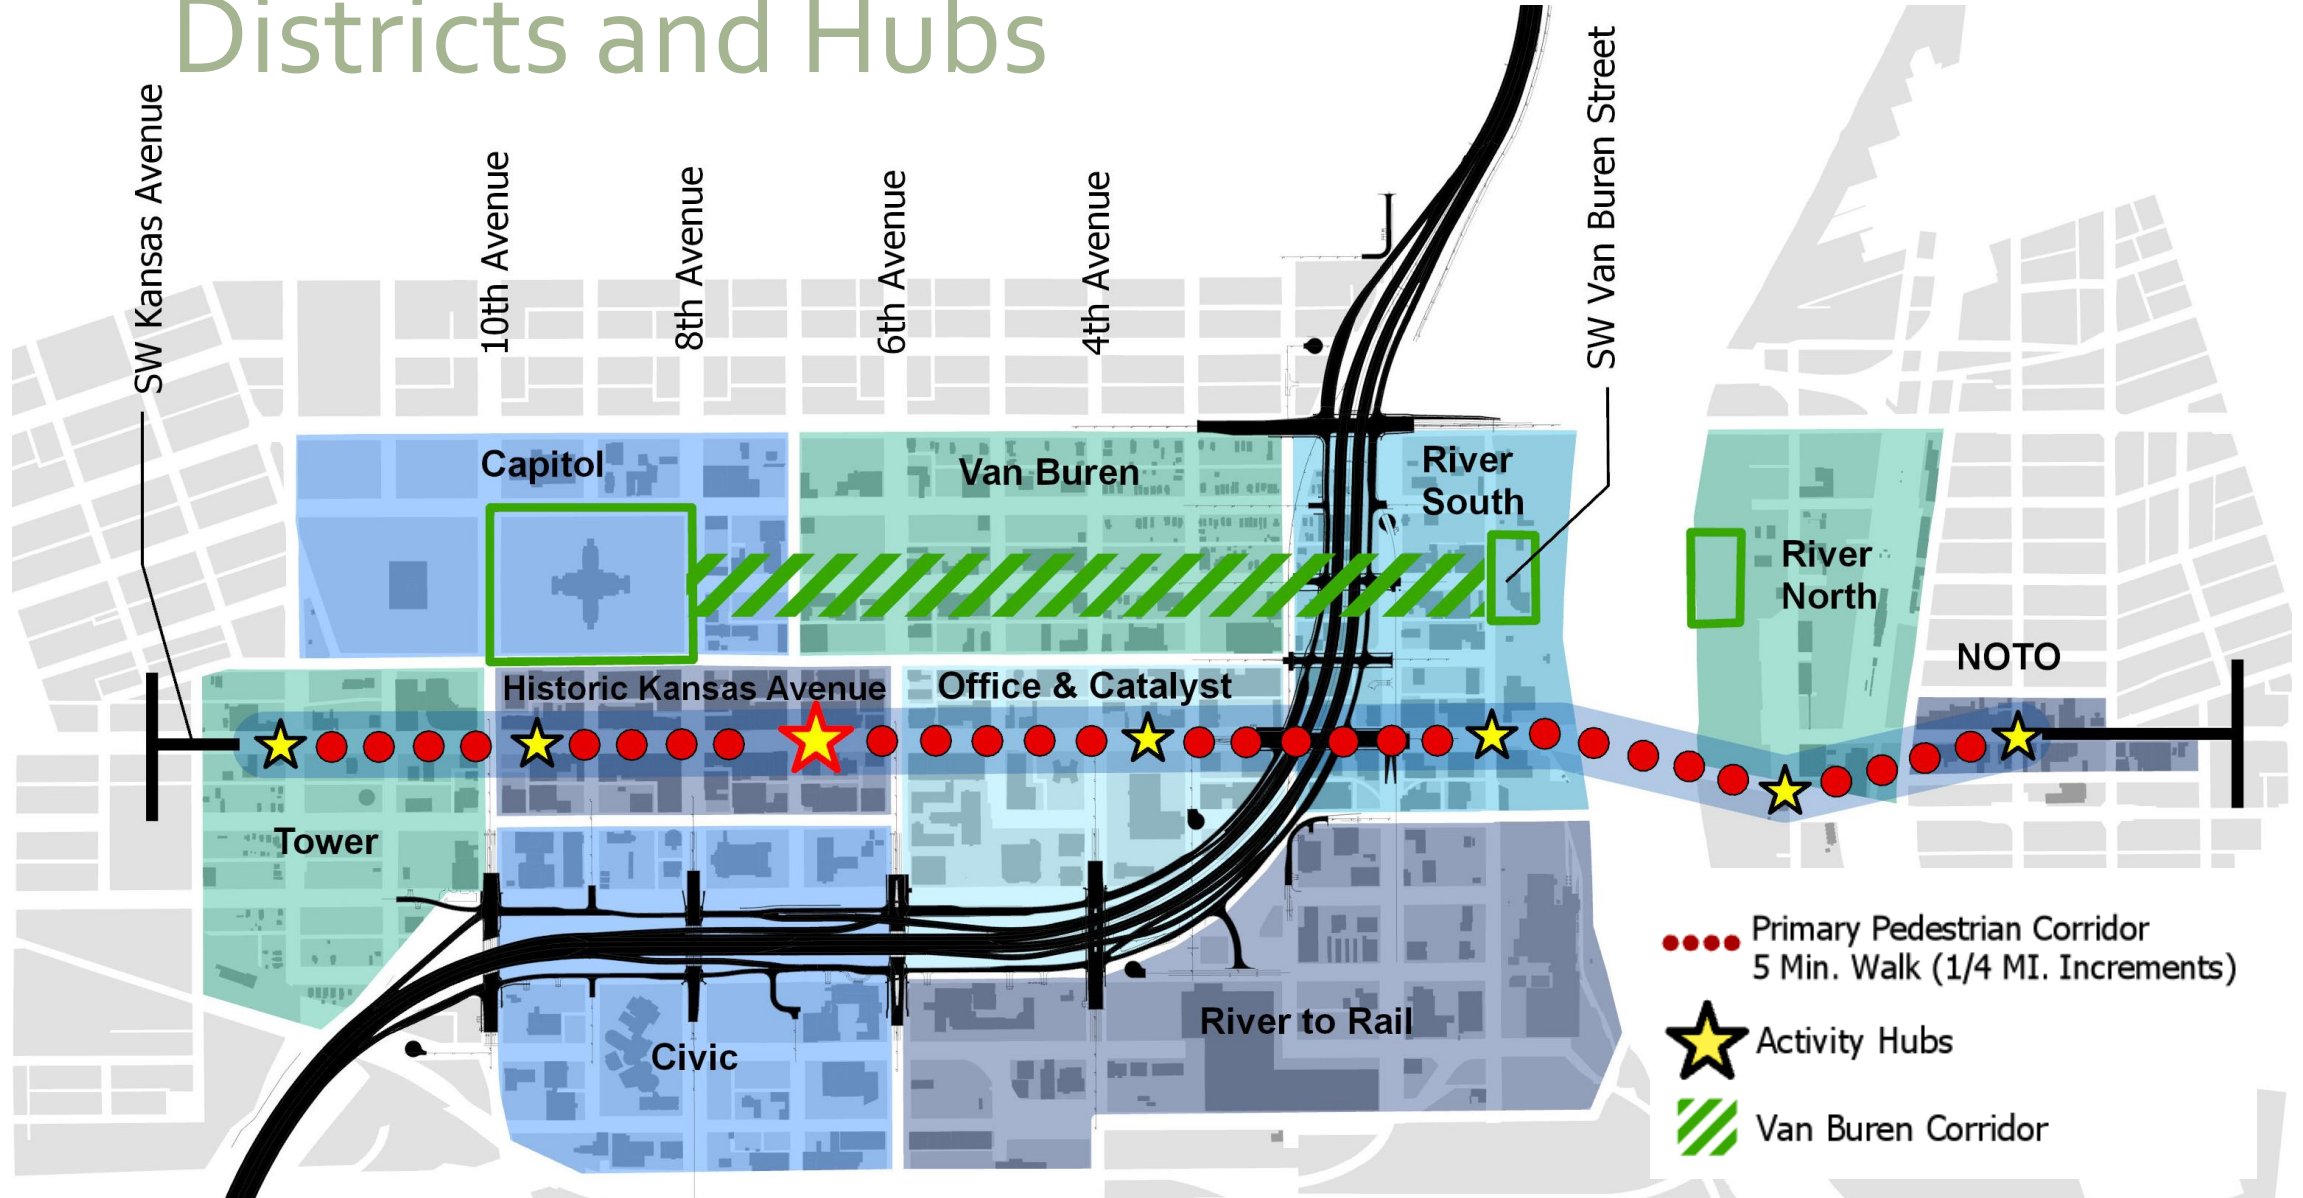 Districts and Hubs
SW Kansas Avenue
10th Avenue
8th Avenue
6th Avenue
4th Avenue
SW Van Buren Street
Capitol
Van Buren
River
South
River
North
NOTO
Historic Kansas Avenue
Office & Catalyst
Tower
Civic
River to Rail
Primary Pedestrian Corridor
5 Min. Walk (1/4 MI. Increments)
Activity Hubs
Van Buren Corridor